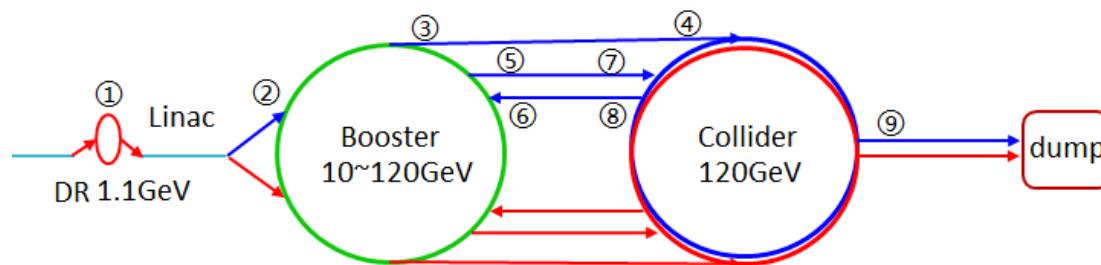 ① Linac ② ③ ④
⑤ ⑦
⑥ ⑧ ⑨
Booster
10~120GeV
Collider
120GeV
dump
DR 1.1GeV